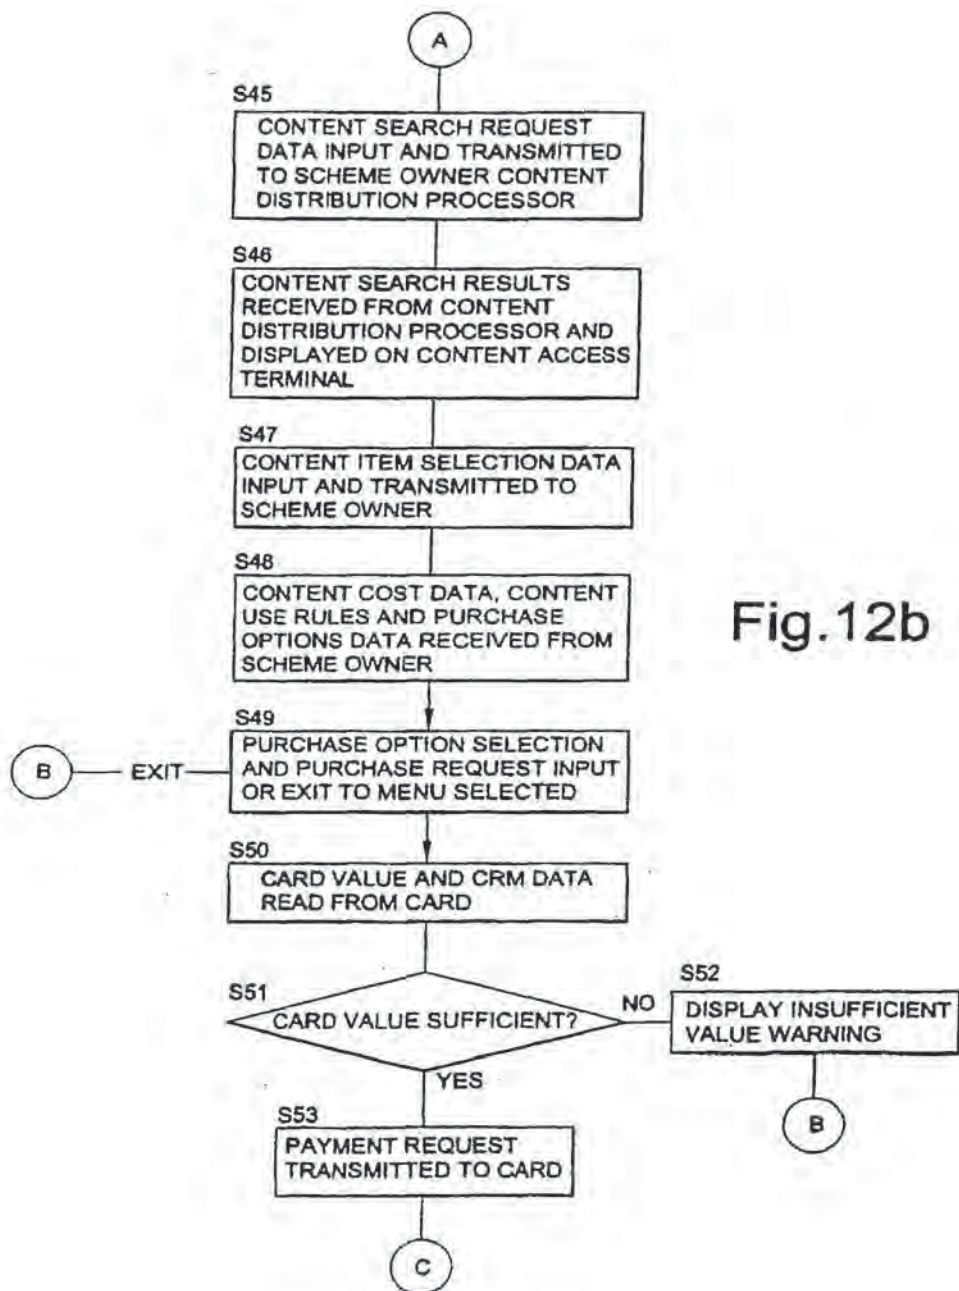 A
S45
CONTENT SEARCH REQUEST
DATA INPUT AND TRANSMITTED
TO SCHEME OWNER CONTENT
DISTRIBUTION PROCESSOR
S46
CONTENT SEARCH RESULTS
RECEIVED FROM CONTENT
DISTRIBUTION PROCESSOR AND
DISPLAYED ON CONTENT ACCESS
TERMINAL
S47
CONTENT ITEM SELECTION DATA
INPUT AND TRANSMITTED TO
SCHEME OWNER
S48
CONTENT COST DATA, CONTENT
USE RULES AND PURCHASE
OPTIONS DATA RECEIVED FROM
SCHEME OWNER
Fig.12b
S49
PURCHASE OPTION SELECTION
AND PURCHASE REQUEST INPUT
OR EXIT TO MENU SELECTED
B
EXIT
S50
CARD VALUE AND CRM DATA
READ FROM CARD
S51
CARD VALUE SUFFICIENT?
NO
S52
DISPLAY INSUFFICIENT
VALUE WARNING
B
YES
S53
PAYMENT REQUEST
TRANSMITTED TO CARD
C